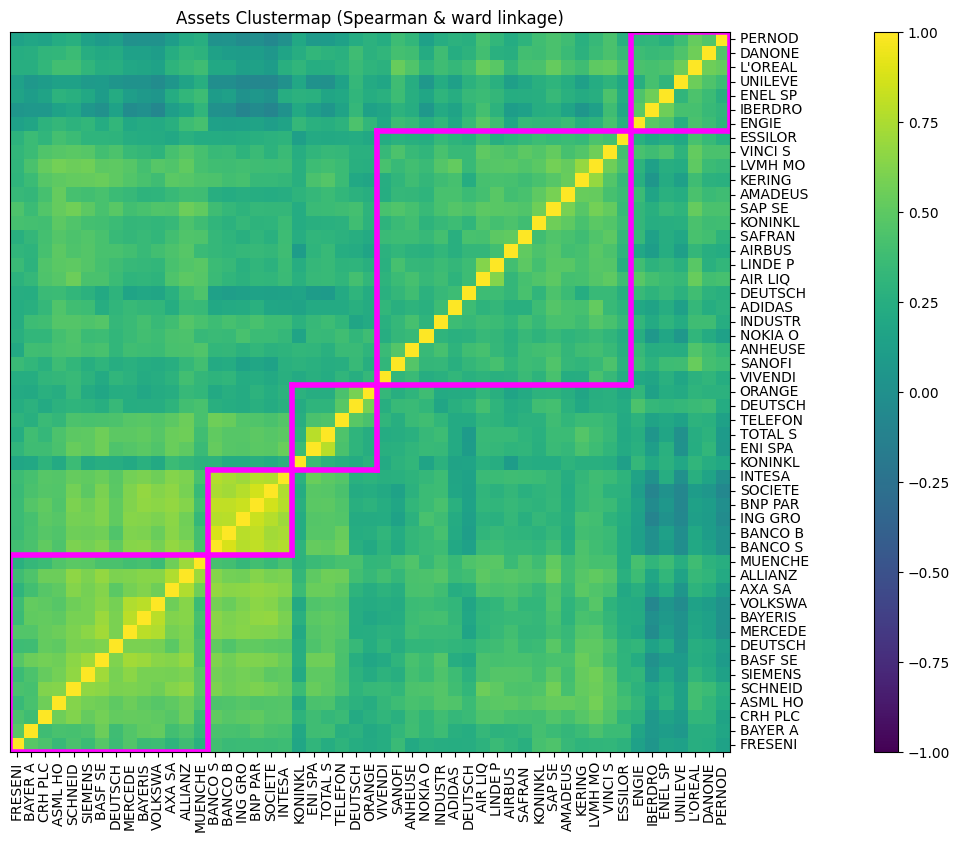 Assets Clustermap (Spearman & ward linkage)
PERNOD
DANONE
L'OREAL
UNILEVE
ENEL SP
IBERDRO
ENGIE
ESSILOR
VINCI S
LVMH MO
KERING
AMADEUS
SAP SE
KONINKL
SAFRAN
AIRBUS
LINDE P
AIR LIQ
DEUTSCH
ADIDAS
INDUSTR
NOKIA O
ANHEUSE
SANOFI
VIVENDI
ORANGE
DEUTSCH
TELEFON
TOTAL S
ENI SPA
KONINKL
INTESA
SOCIETE
BNP PAR
ING GRO
BANCO B
BANCO S
MUENCHE
ALLIANZ
AXA SA
VOLKSWA
BAYERIS
MERCEDE
DEUTSCH
BASF SE
SIEMENS
SCHNEID
ASML HO
CRH PLC
BAYER A
FRESENI
FRESENI
BAYER A
CRH PLC
ASML HO
SCHNEID
SIEMENS
BASF SE
DEUTSCH
MERCEDE
BAYERIS
VOLKSWA
AXA SA
ALLIANZ
MUENCHE
BANCO S
BANCO B
ING GRO
BNP PAR
SOCIETE
INTESA
KONINKL
ENI SPA
TOTAL S
TELEFON
DEUTSCH
ORANGE
VIVENDI
SANOFI
ANHEUSE
NOKIA O
INDUSTR
ADIDAS
DEUTSCH
AIR LIQ
LINDE P
AIRBUS
SAFRAN
KONINKL
SAP SE
AMADEUS
KERING
LVMH MO
VINCI S
ESSILOR
ENGIE
IBERDRO
ENEL SP
UNILEVE
L'OREAL
DANONE
PERNOD
1.00
0.75
0.50
0.25
0.00
−0.25
−0.50
−0.75
−1.00